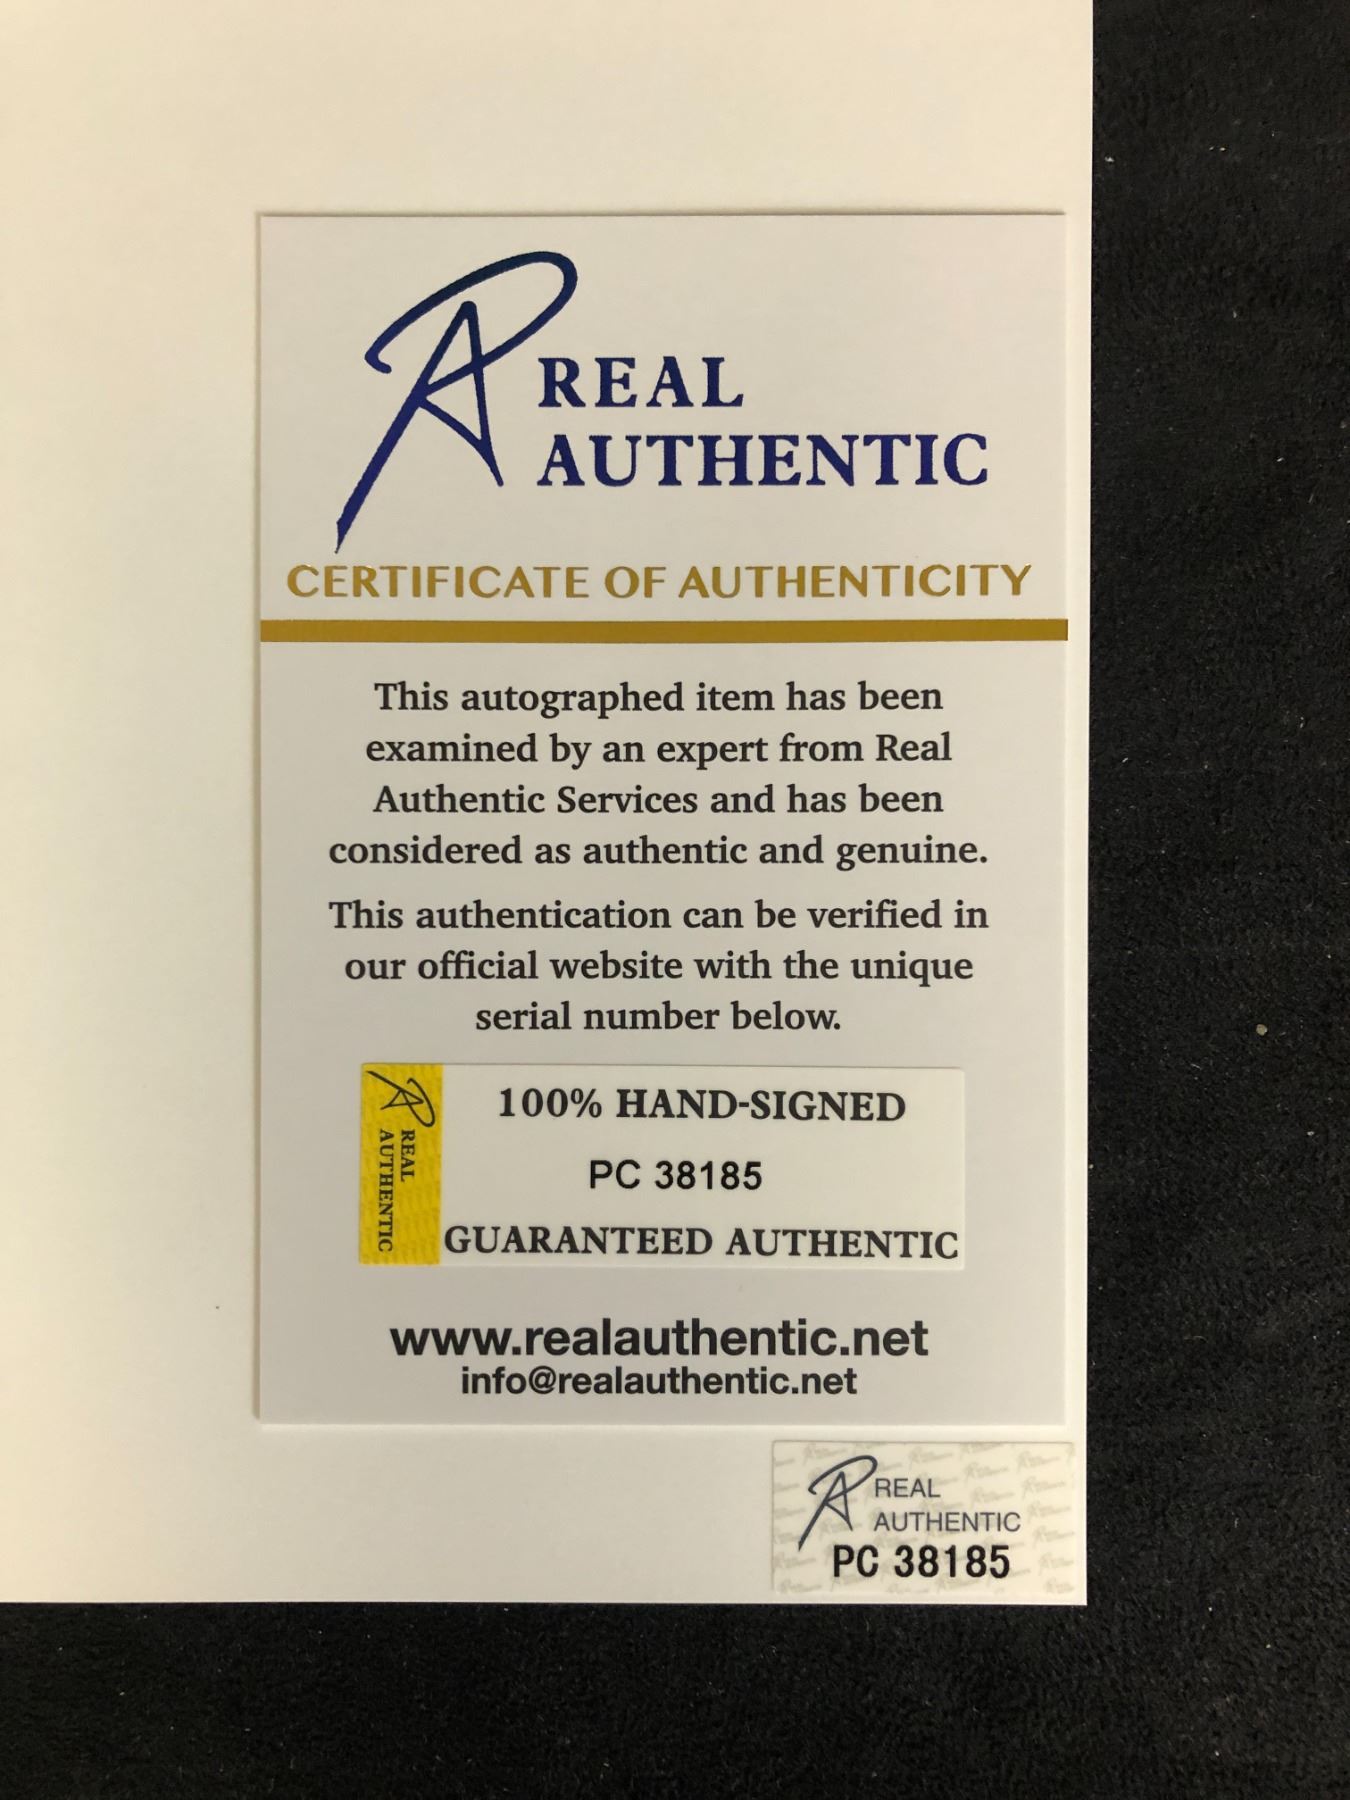 REAL
AUTHENTIC
CERTIFICATE OF AUTHENTICITY
This autographed item has been
examined by an expert from Real
Authentic Services and has been
considered as authentic and genuine.
This authentication can be verified in
our official website with the unique
serial number below.
REAL
AUTHENTIC
100% HAND-SIGNED
PC 38185
GUARANTEED AUTHENTIC
www.realauthentic.net
info@realauthentic.net
REAL
AUTHENTIC
PC 38185